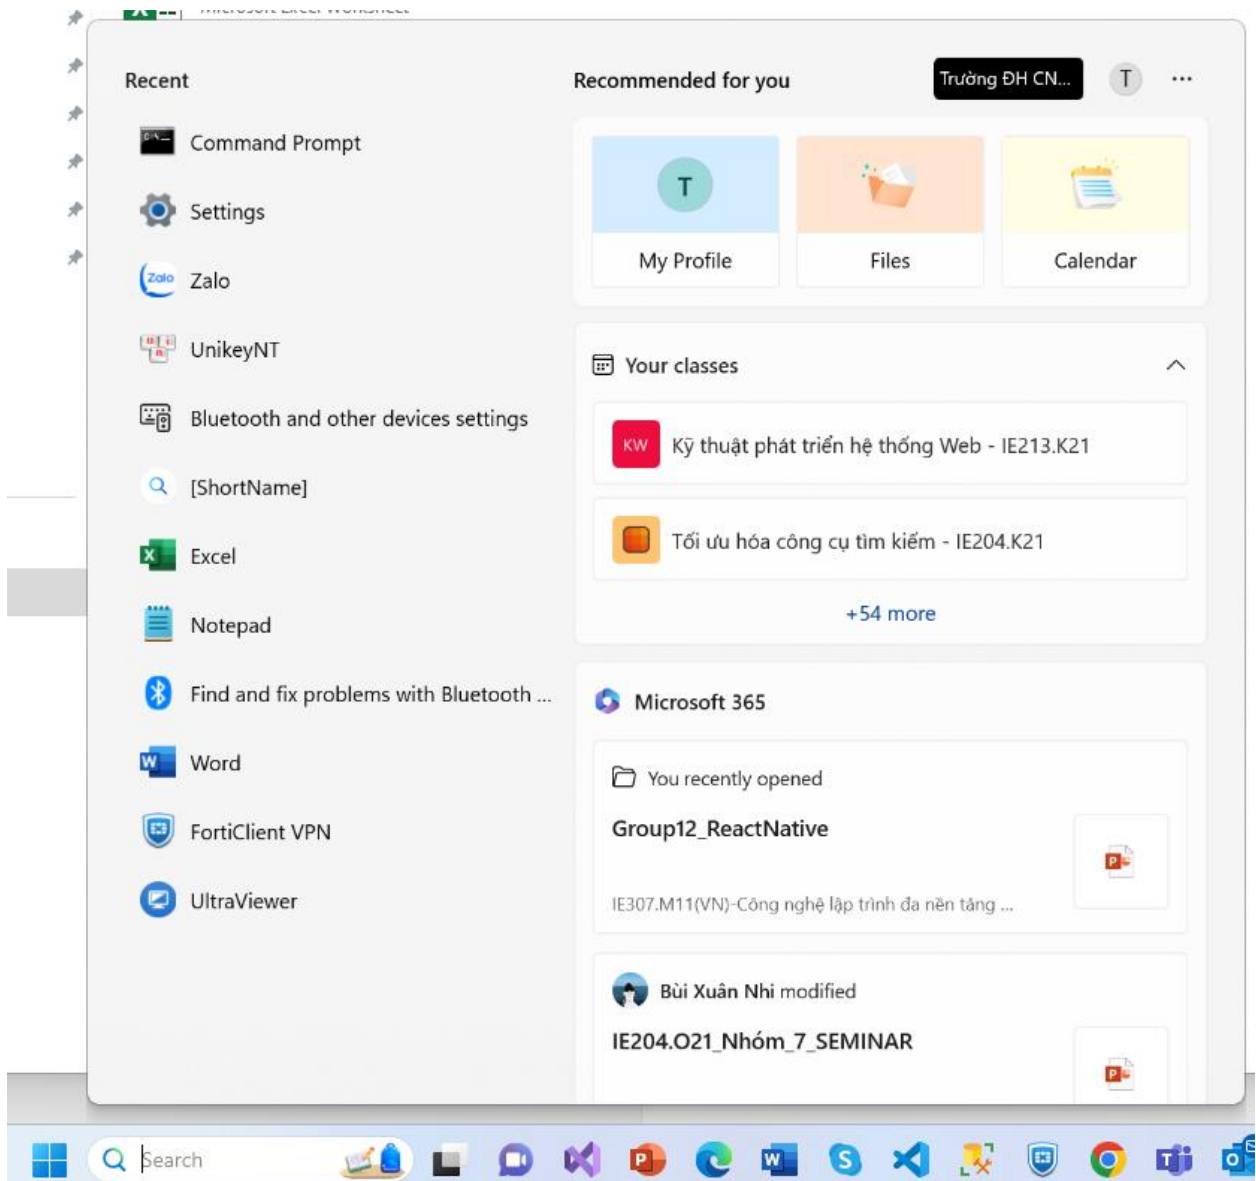 Microsoft Excel Worksheet
Recent
Command Prompt
Settings
Zalo
Zalo
UnikeyNT
Bluetooth and other devices settings
[ShortName]
Excel
Notepad
Find and fix problems with Bluetooth ...
Word
FortiClient VPN
UltraViewer
Recommended for you
Trường ĐH CN...
T
T
My Profile
Files
Calendar
Your classes
KW
Kỹ thuật phát triển hệ thống Web - IE213.K21
Tối ưu hóa công cụ tìm kiếm - IE204.K21
+54 more
Microsoft 365
You recently opened
Group12_ReactNative
IE307.M11(VN)-Công nghệ lập trình đa nền tảng ...
Bùi Xuân Nhi modified
IE204.O21_Nhóm_7_SEMINAR
Search